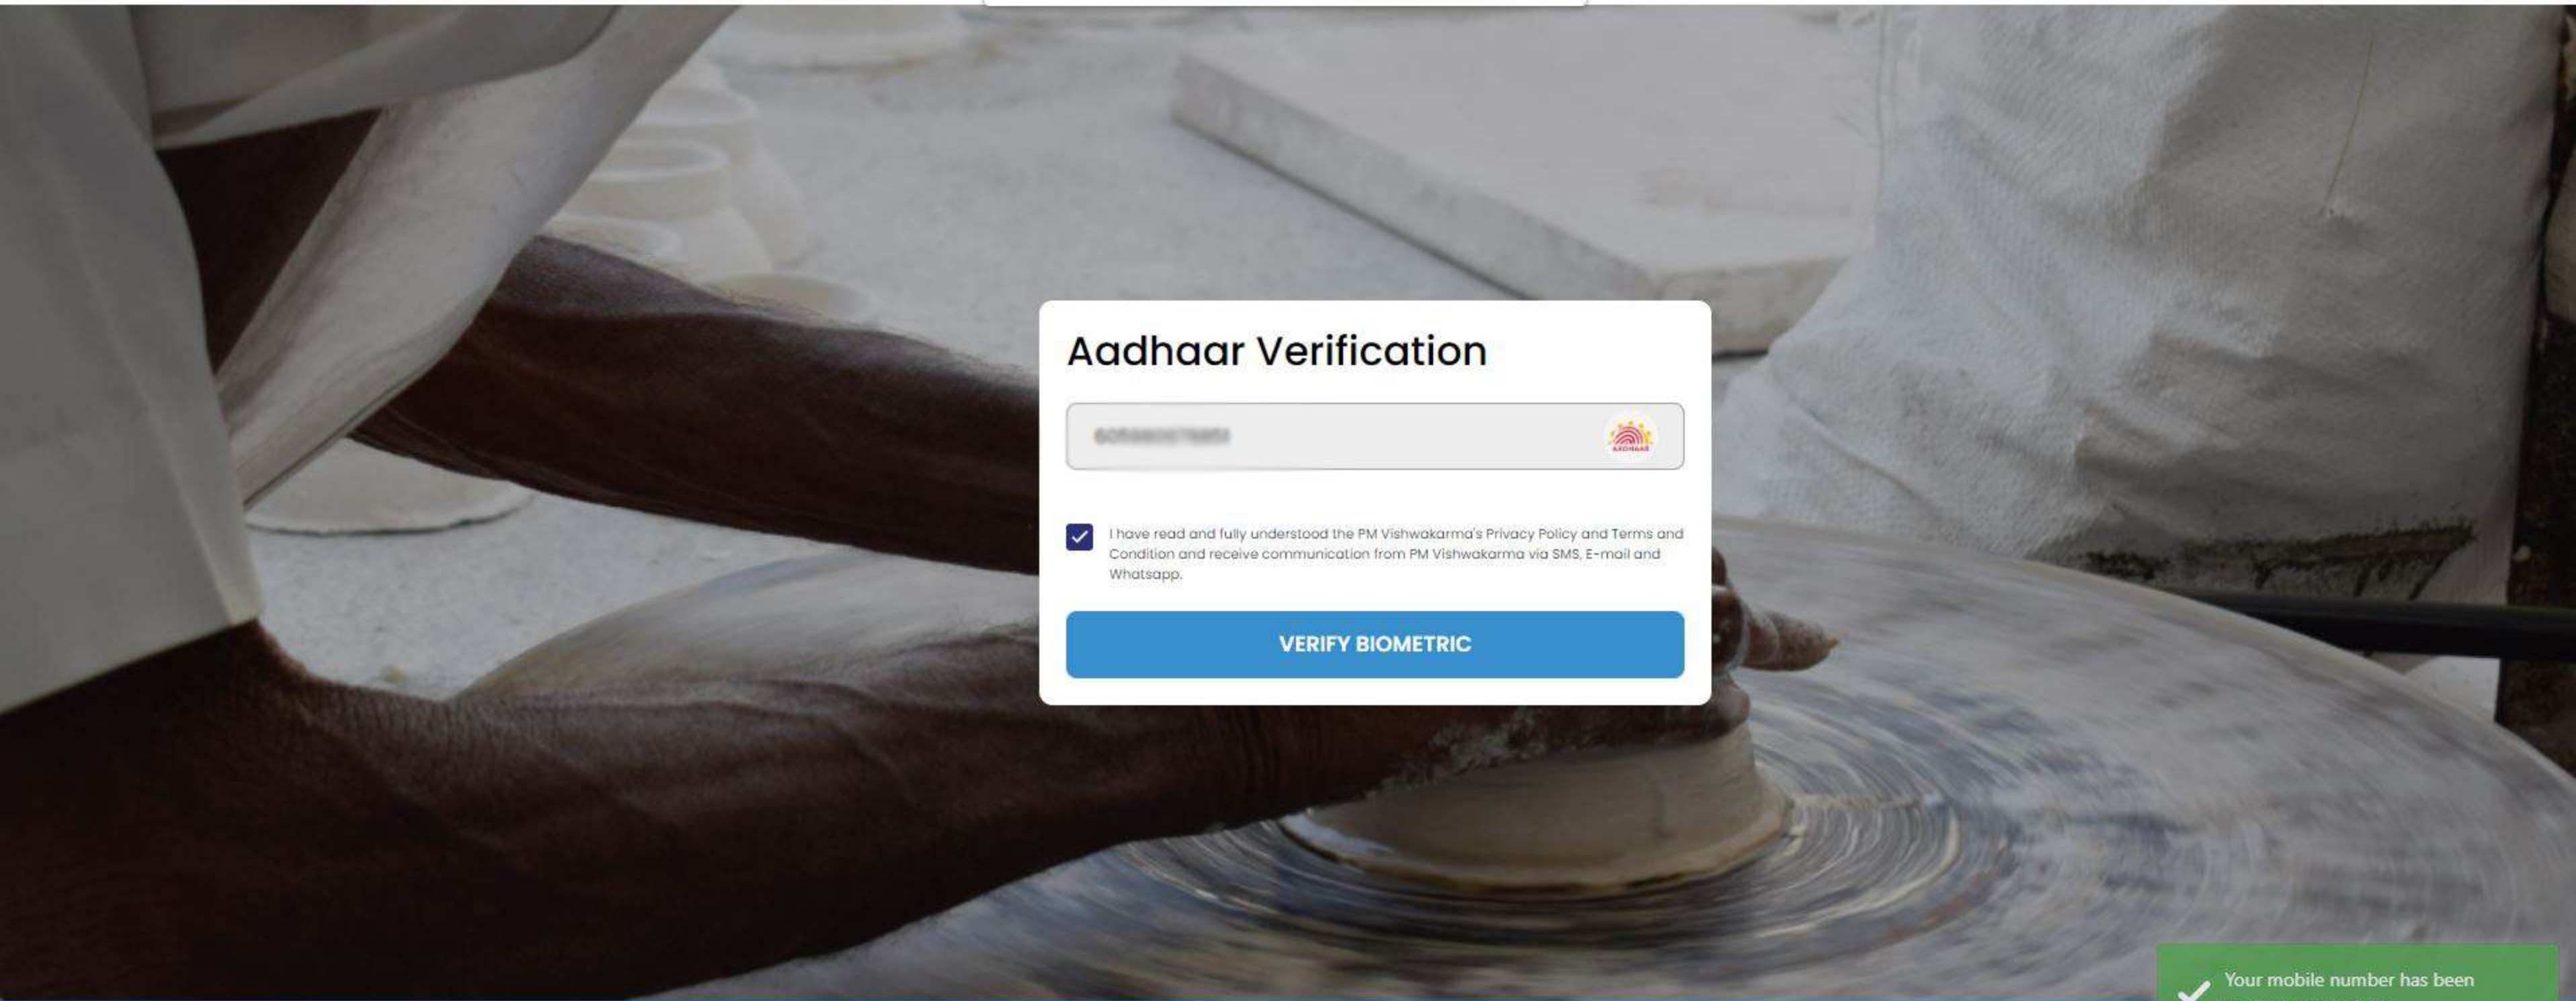 Aadhaar Verification
AADHAAR
I have read and fully understood the PM Vishwakarma's Privacy Policy and Terms and
Condition and receive communication from PM Vishwakarma via SMS, E-mail and
Whatsapp.
VERIFY BIOMETRIC
Your mobile number has been